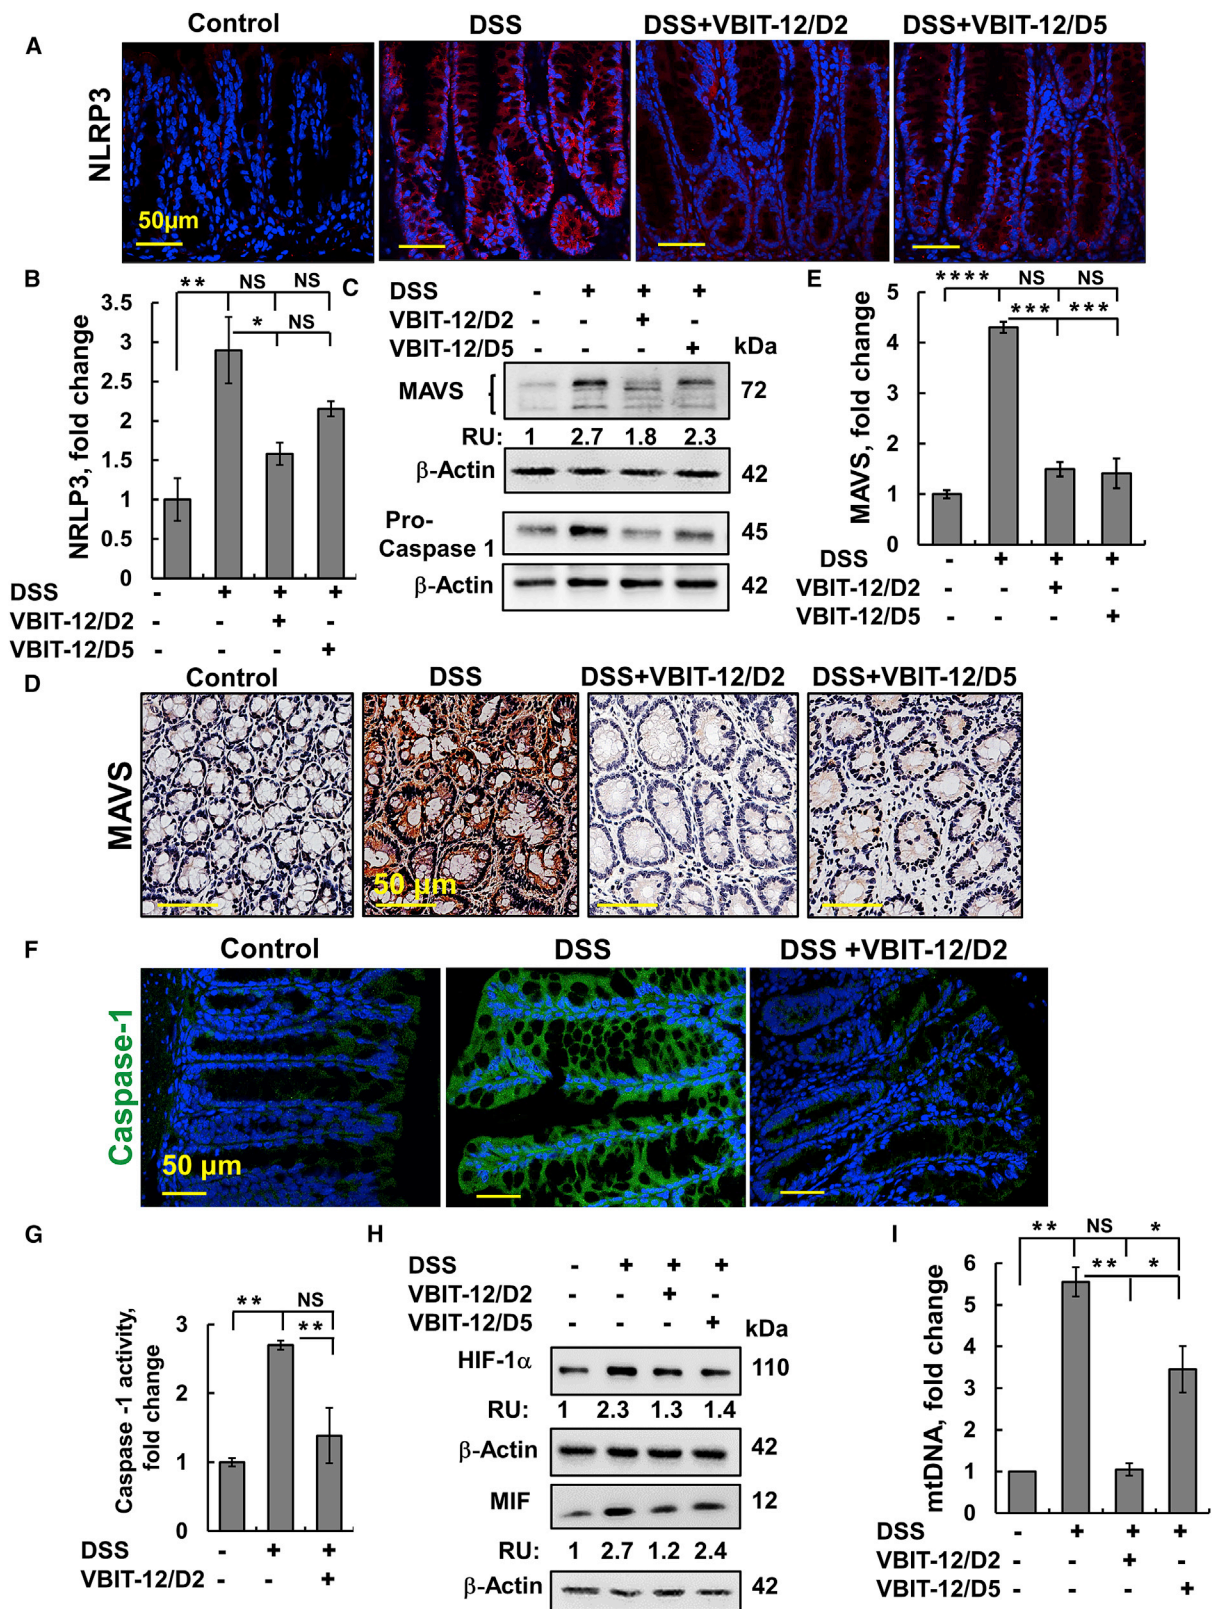 A
Control
DSS
DSS+VBIT-12/D2
DSS+VBIT-12/D5
NLRP3
50µm
B
** NS NS
* NS
NRLP3, fold change
3.5
3
2.5
2
1.5
1
0.5
0
DSS - + + +
VBIT-12/D2 - - + -
VBIT-12/D5 - - - +
C
DSS - + + +
VBIT-12/D2 - - + -
VBIT-12/D5 - - - +
kDa
MAVS 72
RU: 1 2.7 1.8 2.3
β-Actin 42
Pro-
Caspase 1 45
β-Actin 42
E
**** NS NS
*** ***
MAVS, fold change
5
4
3
2
1
0
DSS - + + +
VBIT-12/D2 - - + -
VBIT-12/D5 - - - +
D
Control
DSS
DSS+VBIT-12/D2
DSS+VBIT-12/D5
MAVS
50 µm
F
Control
DSS
DSS +VBIT-12/D2
Caspase-1
50 µm
G
** NS
**
Caspase -1 activity,
fold change
3
2
1
0
DSS - + +
VBIT-12/D2 - - +
H
DSS - + + +
VBIT-12/D2 - - + -
VBIT-12/D5 - - - +
kDa
HIF-1α 110
RU: 1 2.3 1.3 1.4
β-Actin 42
MIF 12
RU: 1 2.7 1.2 2.4
β-Actin 42
I
** NS *
** *
mtDNA, fold change
6
5
4
3
2
1
0
DSS - + + +
VBIT-12/D2 - - + -
VBIT-12/D5 - - - +